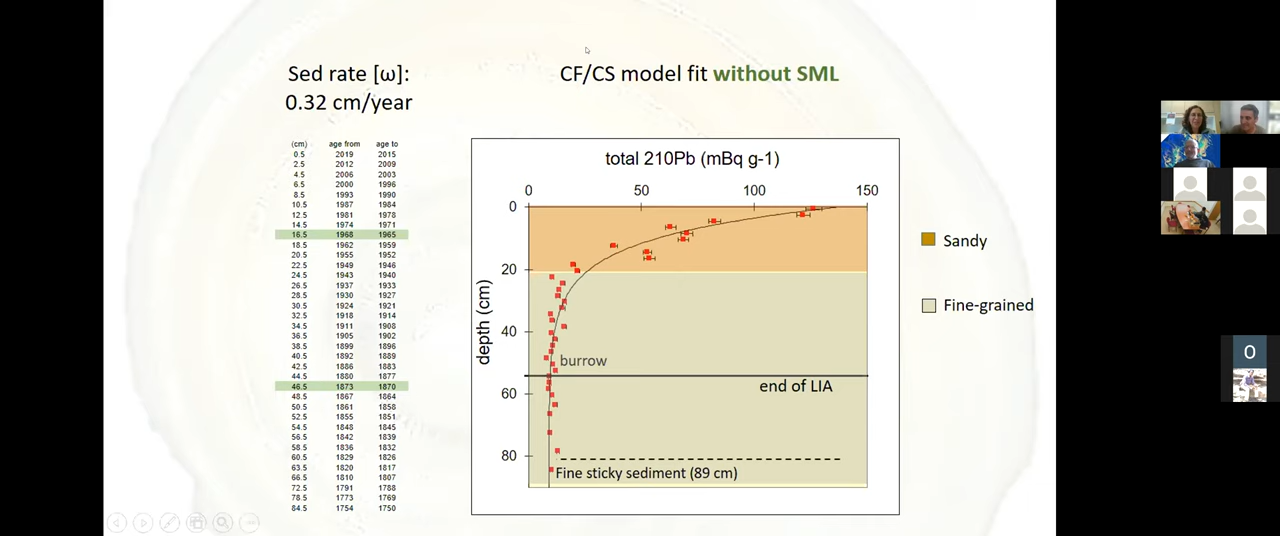 Sed rate [ω]:
0.32 cm/year
CF/CS model fit without SML
(cm) age from age to
0.5 2019 2015
2.5 2012 2009
4.5 2006 2003
6.5 2000 1996
8.5 1993 1990
10.5 1987 1984
12.5 1981 1978
14.5 1974 1971
16.5 1968 1965
18.5 1962 1959
20.5 1955 1952
22.5 1949 1946
24.5 1943 1940
26.5 1937 1933
28.5 1930 1927
30.5 1924 1921
32.5 1918 1914
34.5 1911 1908
36.5 1905 1902
38.5 1899 1896
40.5 1892 1889
42.5 1886 1883
44.5 1880 1877
46.5 1873 1870
48.5 1867 1864
50.5 1861 1858
52.5 1855 1851
54.5 1848 1845
56.5 1842 1839
58.5 1836 1832
60.5 1829 1826
63.5 1820 1817
66.5 1810 1807
72.5 1791 1788
78.5 1773 1769
84.5 1754 1750
total 210Pb (mBq g-1)
0 50 100 150
0
20
40
60
80
depth (cm)
burrow
end of LIA
Fine sticky sediment (89 cm)
Sandy
Fine-grained
O